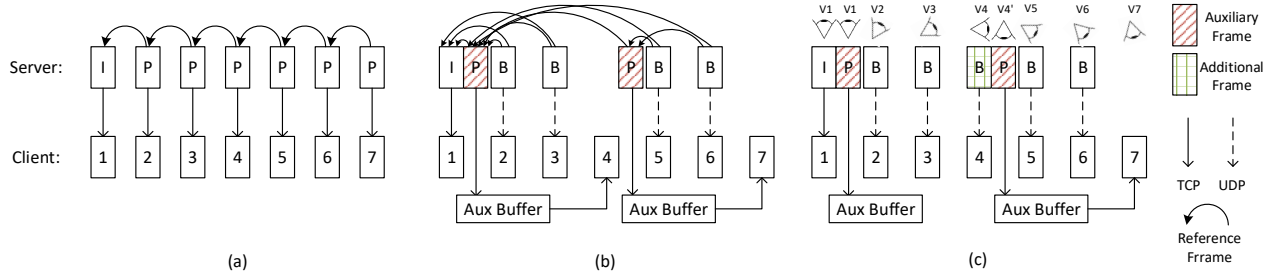 V1 V1 V2 V3 V4 V4' V5 V6 V7
Server: I P P P P P P
I P B B P B B
I P B B B P B B
Client: 1 2 3 4 5 6 7
1 2 3 4 5 6 7
1 2 3 4 5 6 7
Aux Buffer Aux Buffer
Aux Buffer Aux Buffer
(a) (b) (c)
Auxiliary
Frame
Additional
Frame
TCP UDP
Reference
Frrame